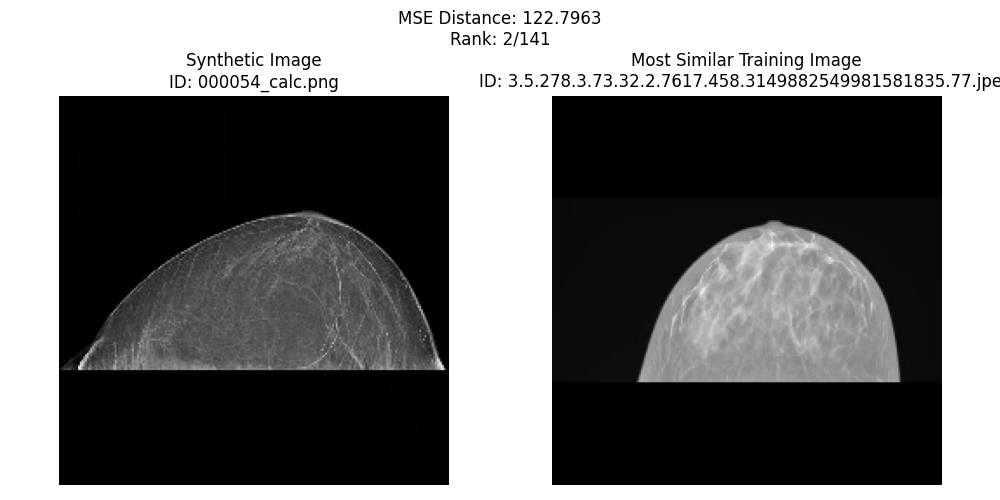 MSE Distance: 122.7963
Rank: 2/141
Synthetic Image
ID: 000054_calc.png
Most Similar Training Image
ID: 3.5.278.3.73.32.2.7617.458.3149882549981581835.77.jpe